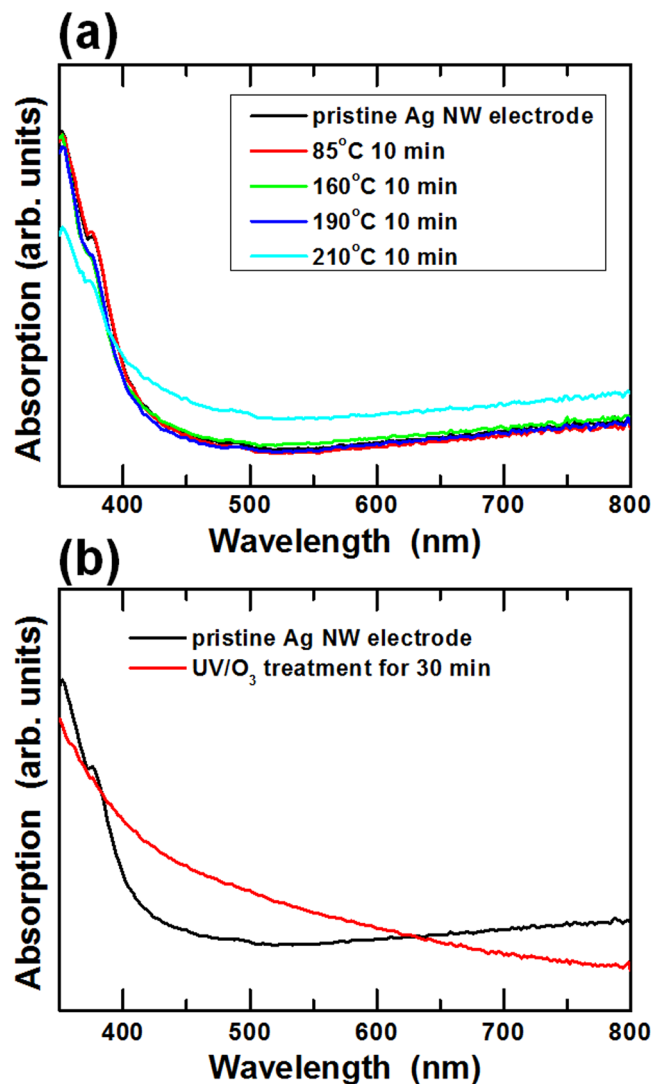 (a)
Absorption (arb. units)
pristine Ag NW electrode
85°C 10 min
160°C 10 min
190°C 10 min
210°C 10 min
400 500 600 700 800
Wavelength (nm)
(b)
Absorption (arb. units)
pristine Ag NW electrode
UV/O₃ treatment for 30 min
400 500 600 700 800
Wavelength (nm)